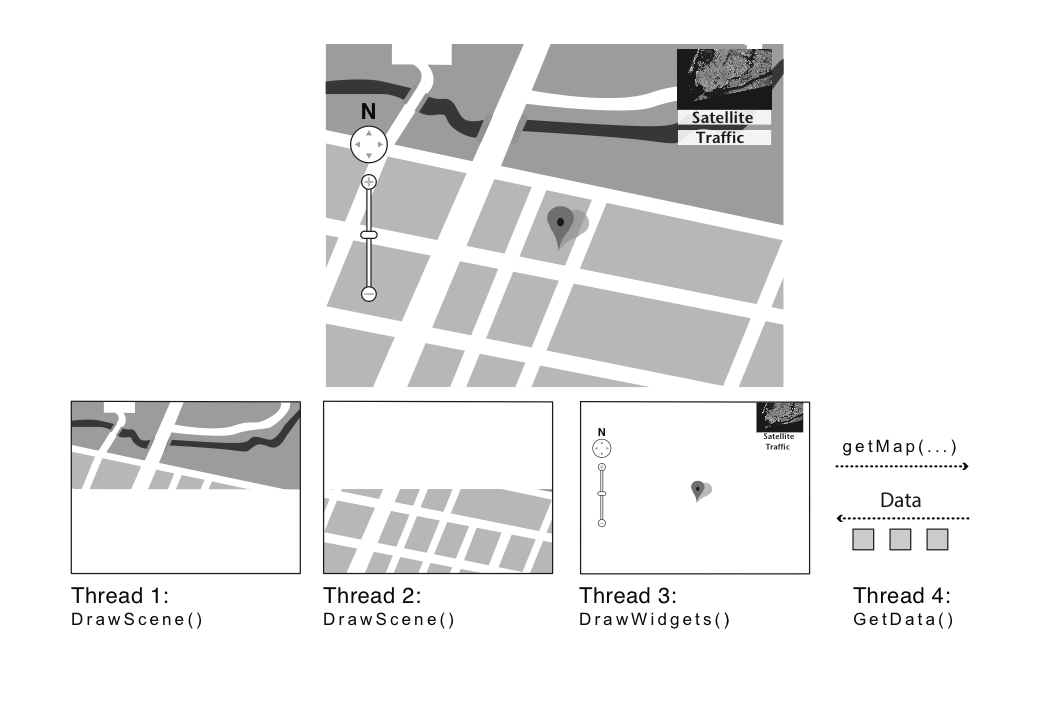 N
Satellite
Traffic
N
Satellite
Traffic
getMap(...)
Data
Thread 1:
DrawScene()
Thread 2:
DrawScene()
Thread 3:
DrawWidgets()
Thread 4:
GetData()